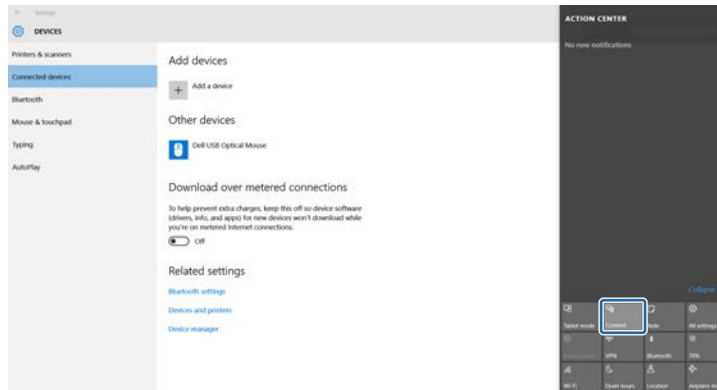 Settings
DEVICES
Printers & scanners
Connected devices
Bluetooth
Mouse & touchpad
Typing
AutoPlay
Add devices
Add a device
Other devices
Dell USB Optical Mouse
Download over metered connections
To help prevent extra charges, keep this off so device software
(drivers, info, and apps) for new devices won't download while
you're on metered Internet connections.
Off
Related settings
Bluetooth settings
Devices and printers
Device manager
ACTION CENTER
No new notifications
Collapse
Tablet mode
Connect
Note
All settings
VPN
Bluetooth
70%
Wi-Fi
Quiet hours
Location
Airplane m